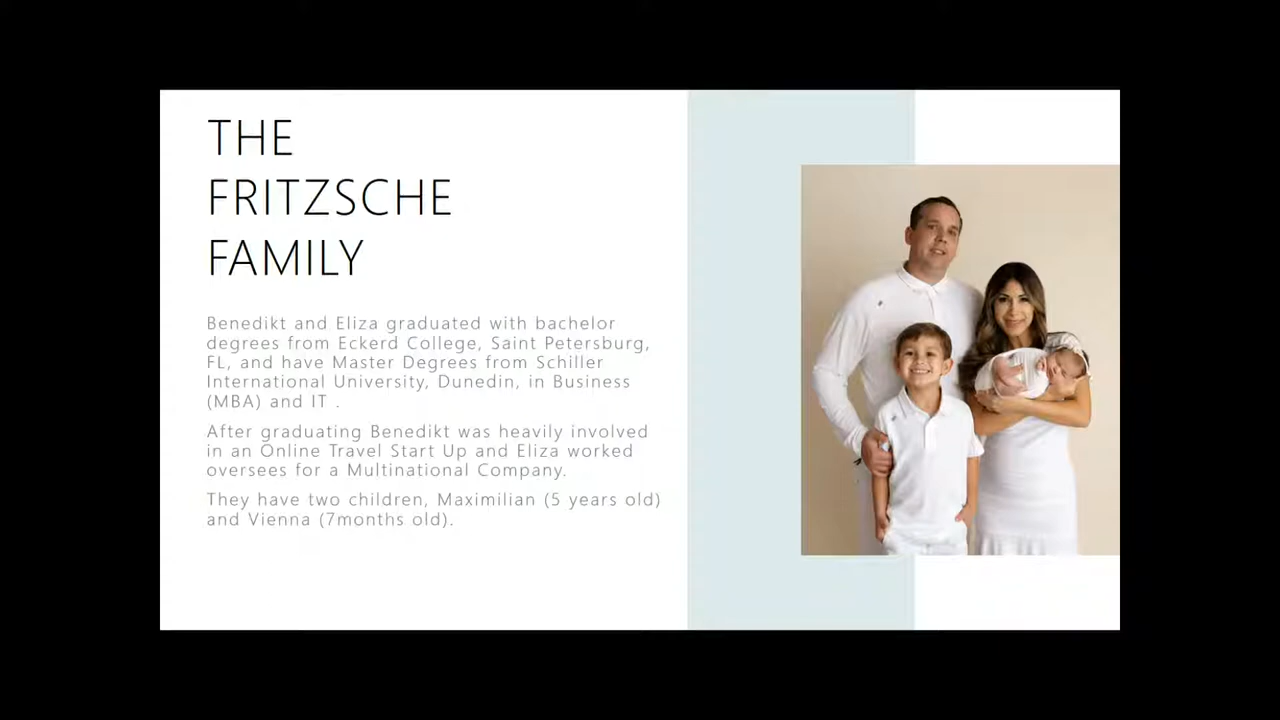 THE
FRITZSCHE
FAMILY
Benedikt and Eliza graduated with bachelor
degrees from Eckerd College, Saint Petersburg,
FL, and have Master Degrees from Schiller
International University, Dunedin, in Business
(MBA) and IT .
After graduating Benedikt was heavily involved
in an Online Travel Start Up and Eliza worked
oversees for a Multinational Company.
They have two children, Maximilian (5 years old)
and Vienna (7months old).